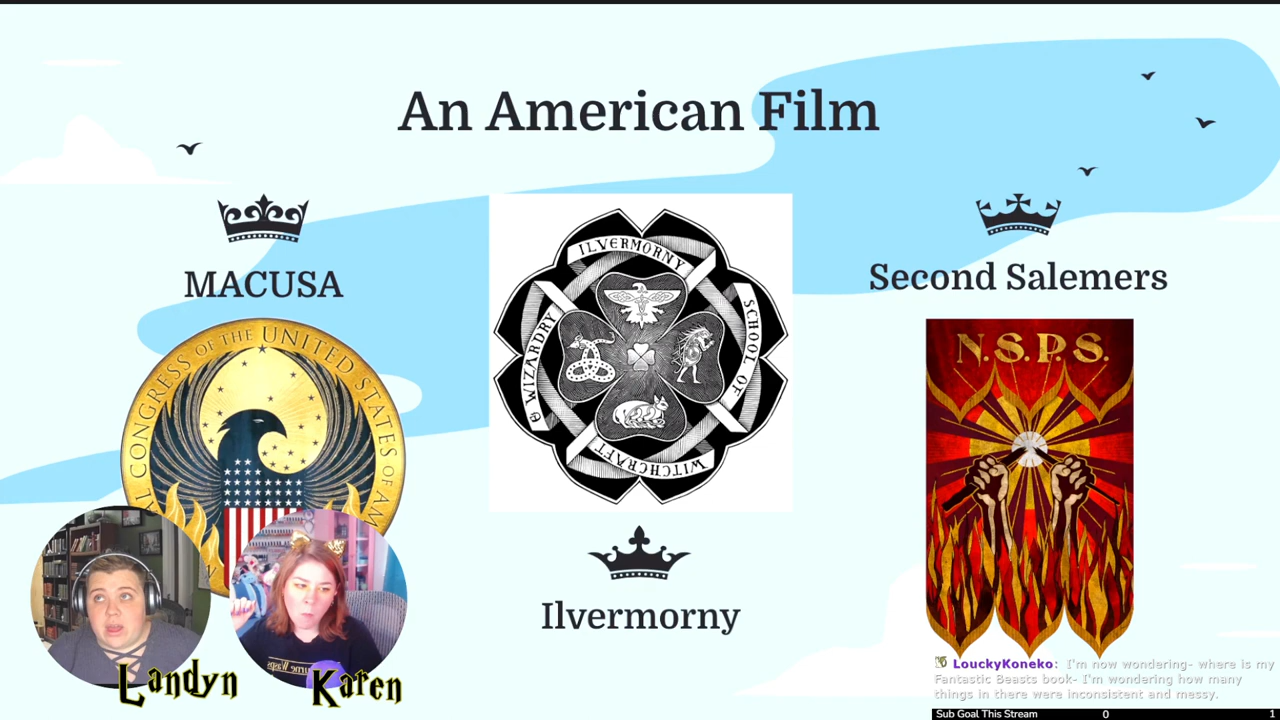 An American Film
MACUSA
Second Salemers
CONGRESS OF THE UNITED STATES OF AM
ILVERMORNY
SCHOOL OF
WITCHCRAFT
& WIZARDRY
N.S.P.S.
Ilvermorny
Landyn
Karen
LouckyKoneko: I'm now wondering- where is my
Fantastic Beasts book- I'm wondering how many
things in there were inconsistent and messy.
Sub Goal This Stream 0 1